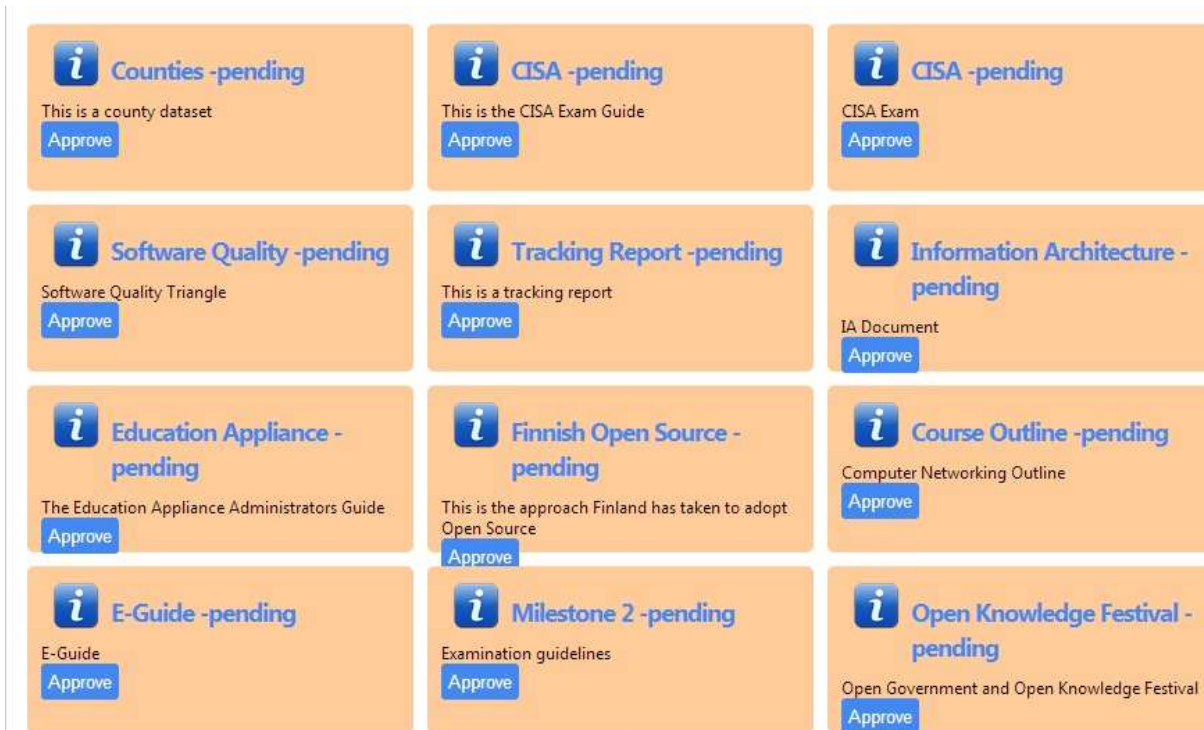 Counties -pending
This is a county dataset
Approve
CISA -pending
This is the CISA Exam Guide
Approve
CISA -pending
CISA Exam
Approve
Software Quality -pending
Software Quality Triangle
Approve
Tracking Report -pending
This is a tracking report
Approve
Information Architecture -
pending
IA Document
Approve
Education Appliance -
pending
The Education Appliance Administrators Guide
Approve
Finnish Open Source -
pending
This is the approach Finland has taken to adopt
Open Source
Approve
Course Outline -pending
Computer Networking Outline
Approve
E-Guide -pending
E-Guide
Approve
Milestone 2 -pending
Examination guidelines
Approve
Open Knowledge Festival -
pending
Open Government and Open Knowledge Festival
Approve